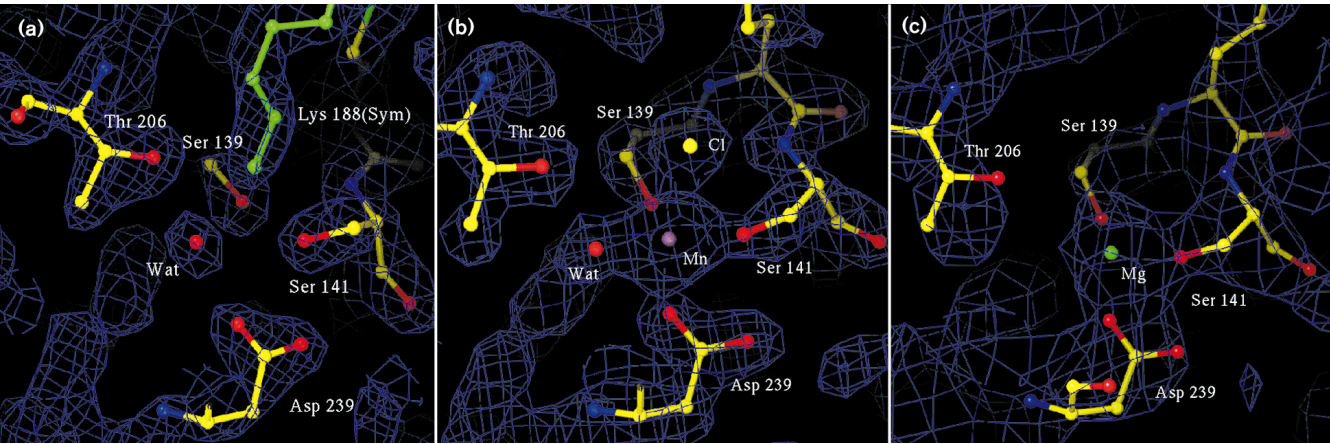 (a)
Lys 188(Sym)
Thr 206
Ser 139
Wat
Ser 141
Asp 239
(b)
Ser 139
Thr 206
Cl
Wat
Mn
Ser 141
Asp 239
(c)
Ser 139
Thr 206
Mg
Ser 141
Asp 239